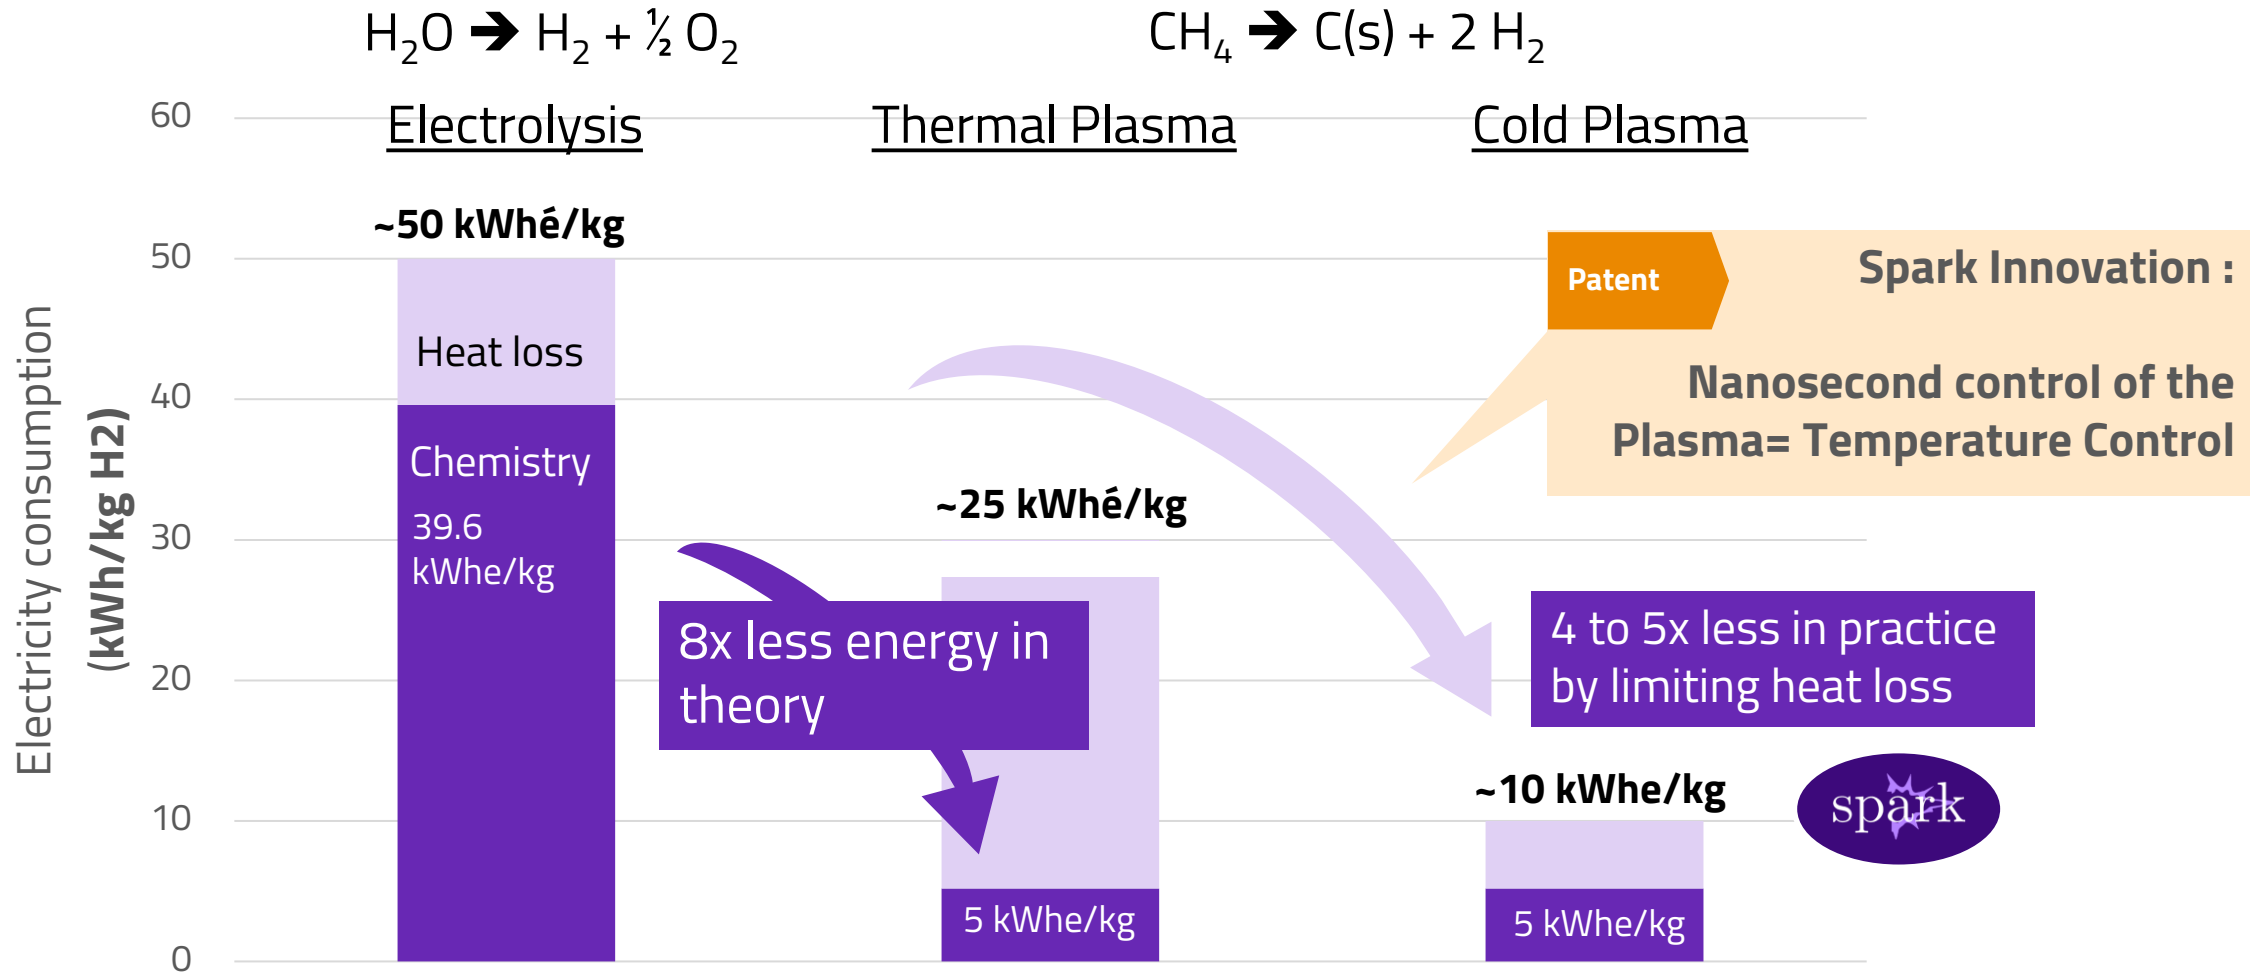 H₂O ➔ H₂ + ½ O₂
CH₄ ➔ C(s) + 2 H₂
Electrolysis
Thermal Plasma
Cold Plasma
Electricity consumption
(kWh/kg H2)
60
50
40
30
20
10
0
~50 kWhé/kg
Heat loss
Chemistry
39.6
kWhe/kg
8x less energy in
theory
~25 kWhé/kg
5 kWhe/kg
Patent
Spark Innovation :
Nanosecond control of the
Plasma= Temperature Control
4 to 5x less in practice
by limiting heat loss
~10 kWhe/kg
spark
5 kWhe/kg